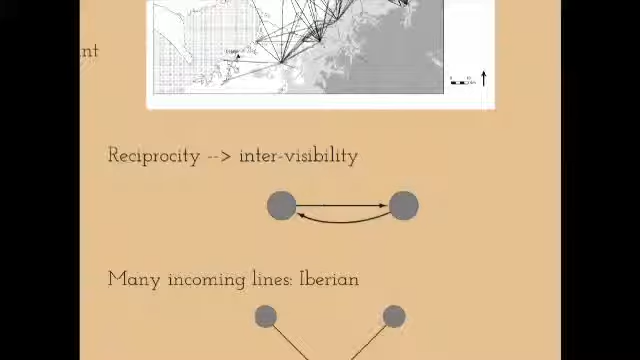 nt
Reciprocity --> inter-visibility
Many incoming lines: Iberian